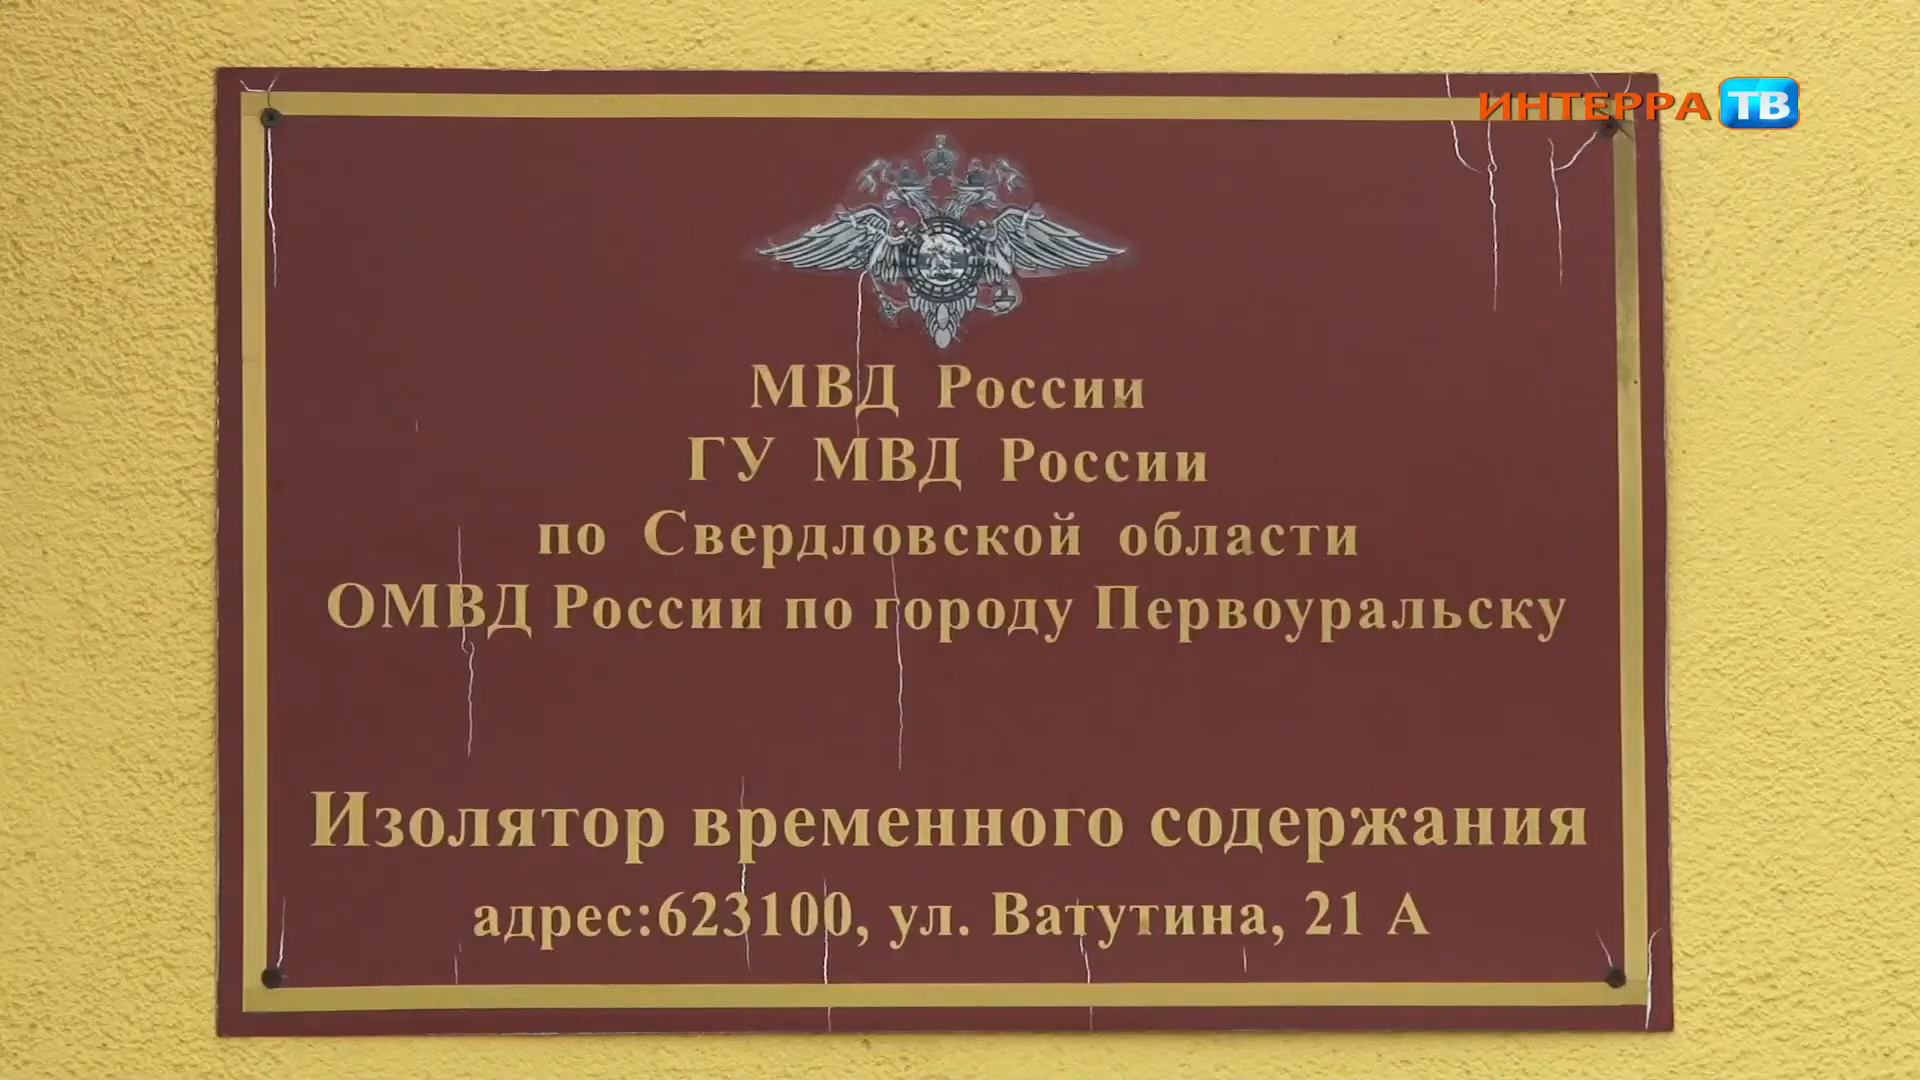 ИНТЕРРА ТВ
МВД России
ГУ МВД России
по Свердловской области
ОМВД России по городу Первоуральску
Изолятор временного содержания
адрес:623100, ул. Ватутина, 21 А